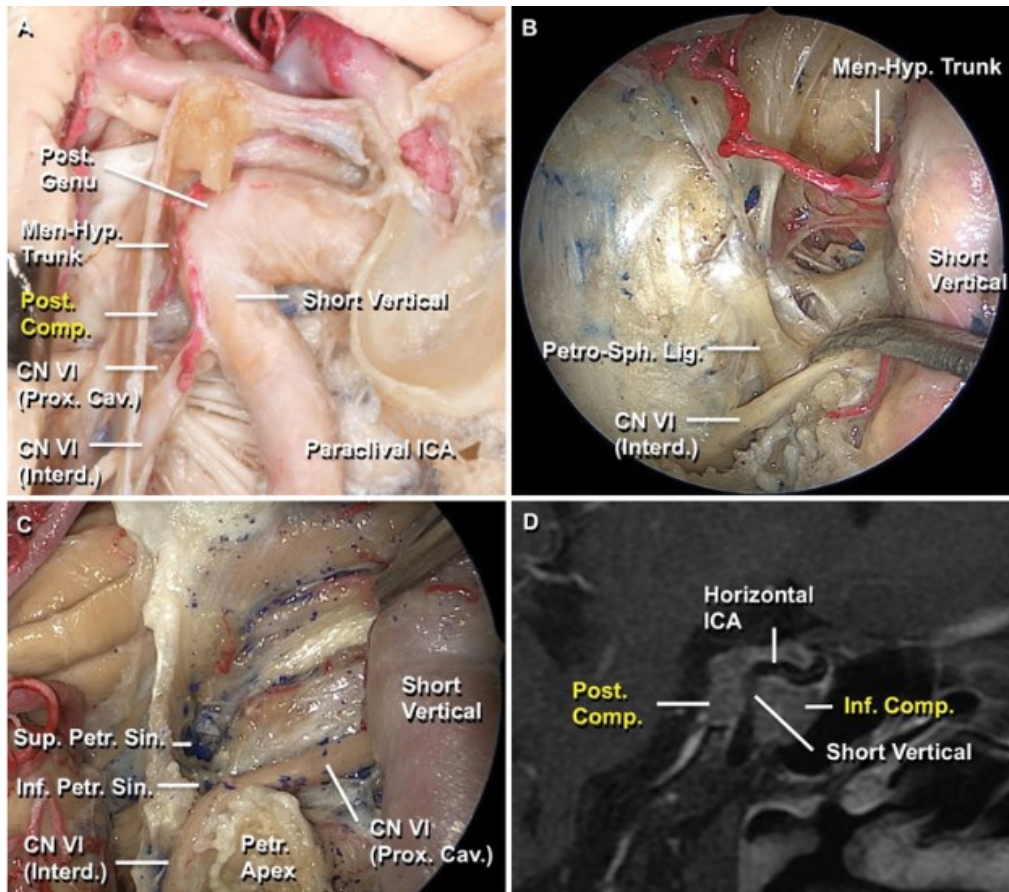 A
Post.
Genu
Men-Hyp.
Trunk
Post.
Comp.
Short Vertical
CN VI
(Prox. Cav.)
CN VI
(Interd.)
Paraclival ICA
B
Men-Hyp. Trunk
Short
Vertical
Petro-Sph. Lig.
CN VI
(Interd.)
C
Short
Vertical
Sup. Petr. Sin.
Inf. Petr. Sin.
CN VI
(Interd.)
Petr.
Apex
CN VI
(Prox. Cav.)
D
Horizontal
ICA
Post.
Comp.
Inf. Comp.
Short Vertical